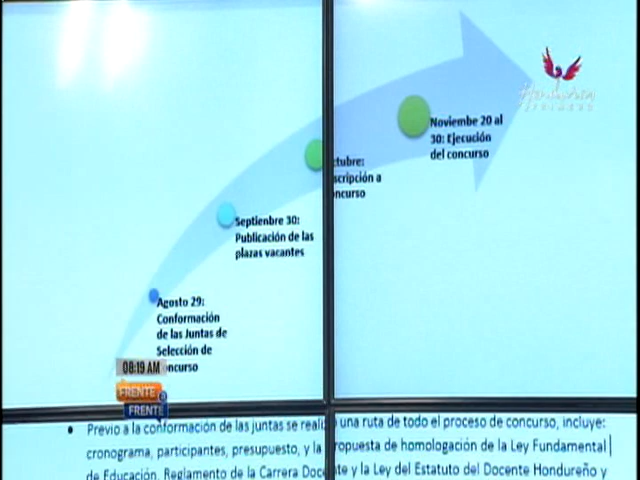 Noviembre 20 al
30: Ejecución
del concurso
ctubre:
scripción a
ncurso
Septienbre 30:
Publicación de las
plazas vacantes
Agosto 29:
Conformación
de las Juntas de
Selección de
ncurso
08:19 AM
FRENTE
a
FRENTE
• Previo a la conformación de las juntas se reali una ruta de todo el proceso de concurso, incluye:
cronograma, participantes, presupuesto, y la ropuesta de homologación de la Ley Fundamental
de Educación, Reglamento de la Carrera Doce te y la Ley del Estatuto del Docente Hondureño y